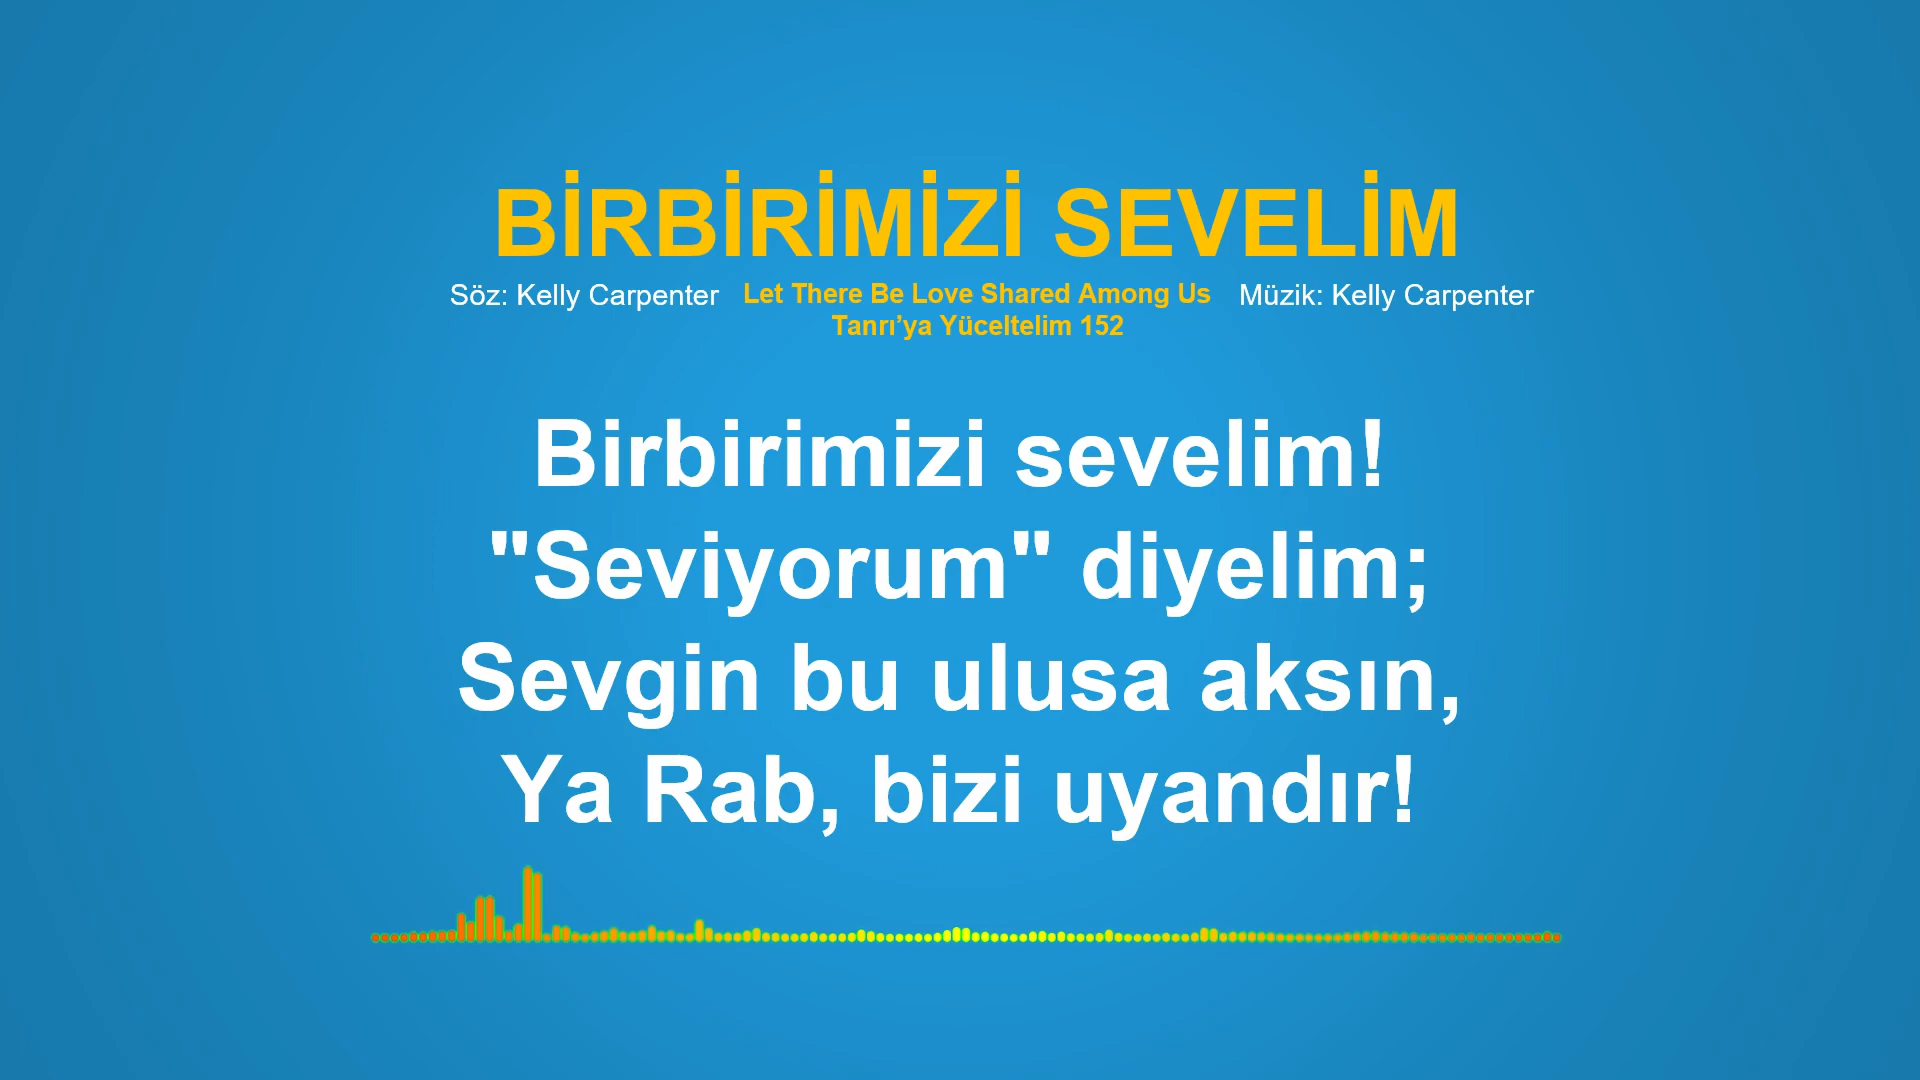 BİRBİRİMİZİ SEVELİM
Söz: Kelly Carpenter Let There Be Love Shared Among Us Müzik: Kelly Carpenter
Tanrı’ya Yüceltelim 152
Birbirimizi sevelim!
"Seviyorum" diyelim;
Sevgin bu ulusa aksın,
Ya Rab, bizi uyandır!